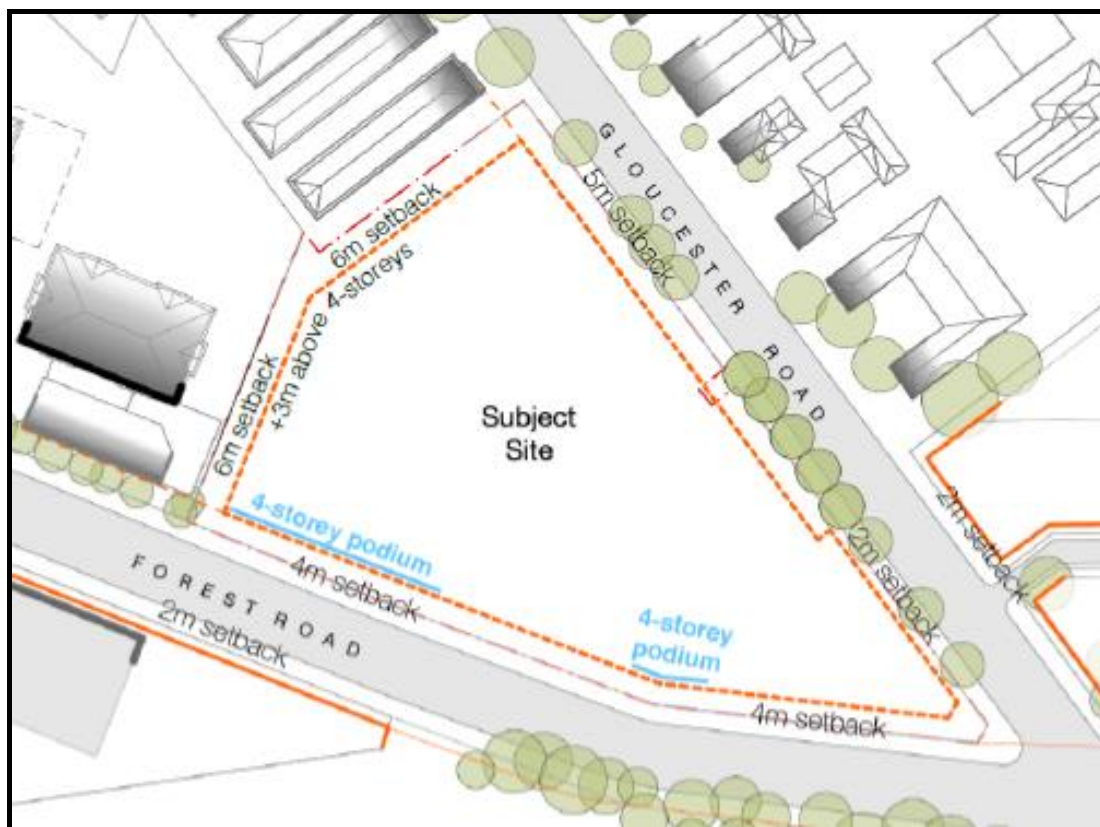 GLOUCESTER ROAD
5m setback
6m setback
+3m above 4-storeys
6m setback
Subject
Site
4-storey podium
4m setback
FOREST ROAD
2m setback
4-storey
podium
4m setback
2m setback
2m setback